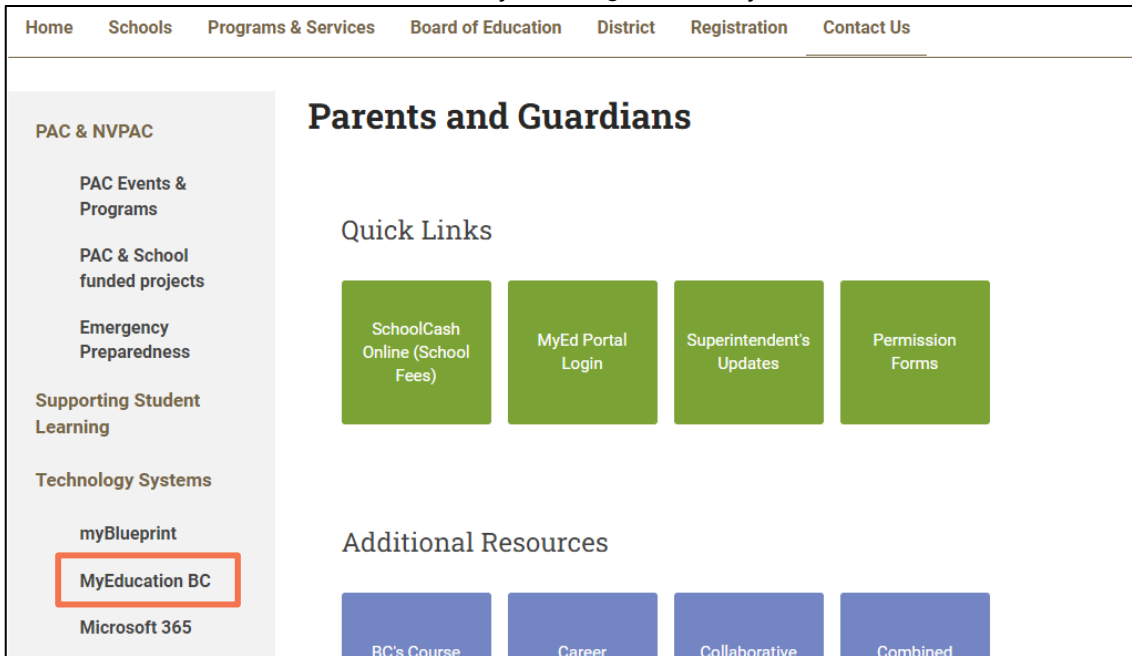 Home Schools Programs & Services Board of Education District Registration Contact Us
PAC & NVPAC
PAC Events &
Programs
PAC & School
funded projects
Emergency
Preparedness
Supporting Student
Learning
Technology Systems
myBlueprint
MyEducation BC
Microsoft 365
Parents and Guardians
Quick Links
SchoolCash
Online (School
Fees)
MyEd Portal
Login
Superintendent's
Updates
Permission
Forms
Additional Resources
BC's Course
Career
Collaborative
Combined